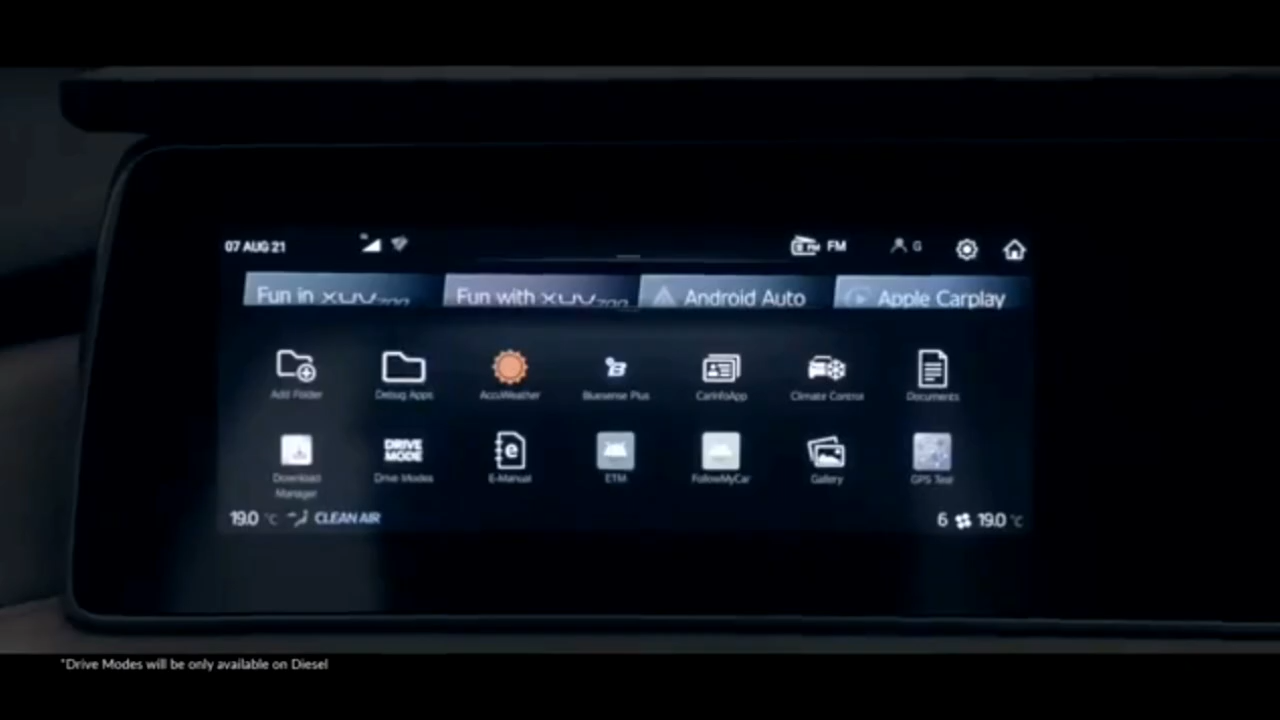 07 AUG 21 FM G
Fun in XUV700 Fun with XUV700 Android Auto Apple Carplay
Add Folder Debug Apps AccuWeather Bluesense Plus CarInfoApp Climate Control Documents
DRIVE
MODE
Download
Manager Drive Modes E-Manual ETM FollowMyCar Gallery GPS Test
19.0 °C CLEAN AIR 6 19.0 °C
*Drive Modes will be only available on Diesel